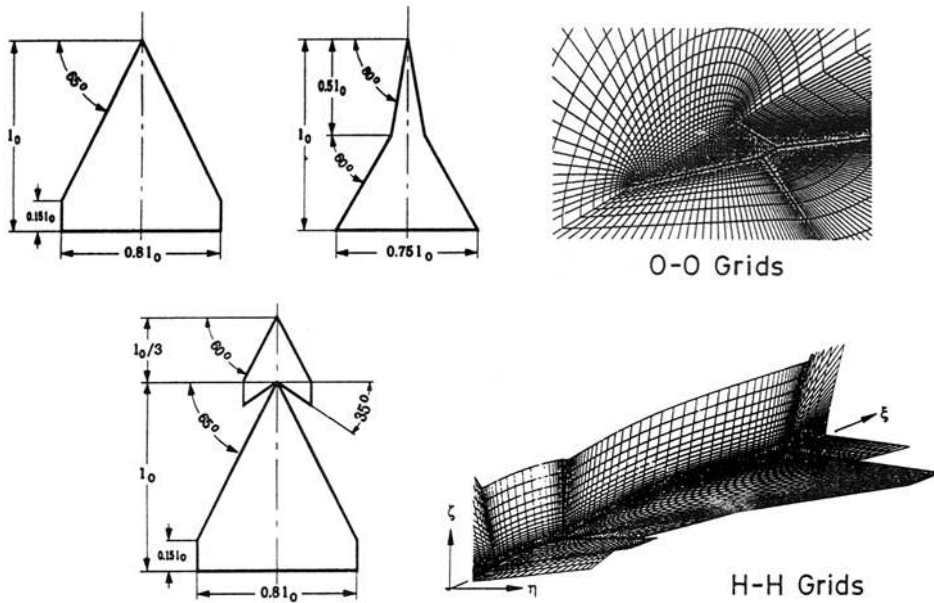 65°
l₀
0.15l₀
0.8l₀
80°
0.5l₀
l₀
60°
0.75l₀
O-O Grids
l₀/3
60°
35°
65°
l₀
0.15l₀
0.8l₀
ξ
ζ
η
H-H Grids